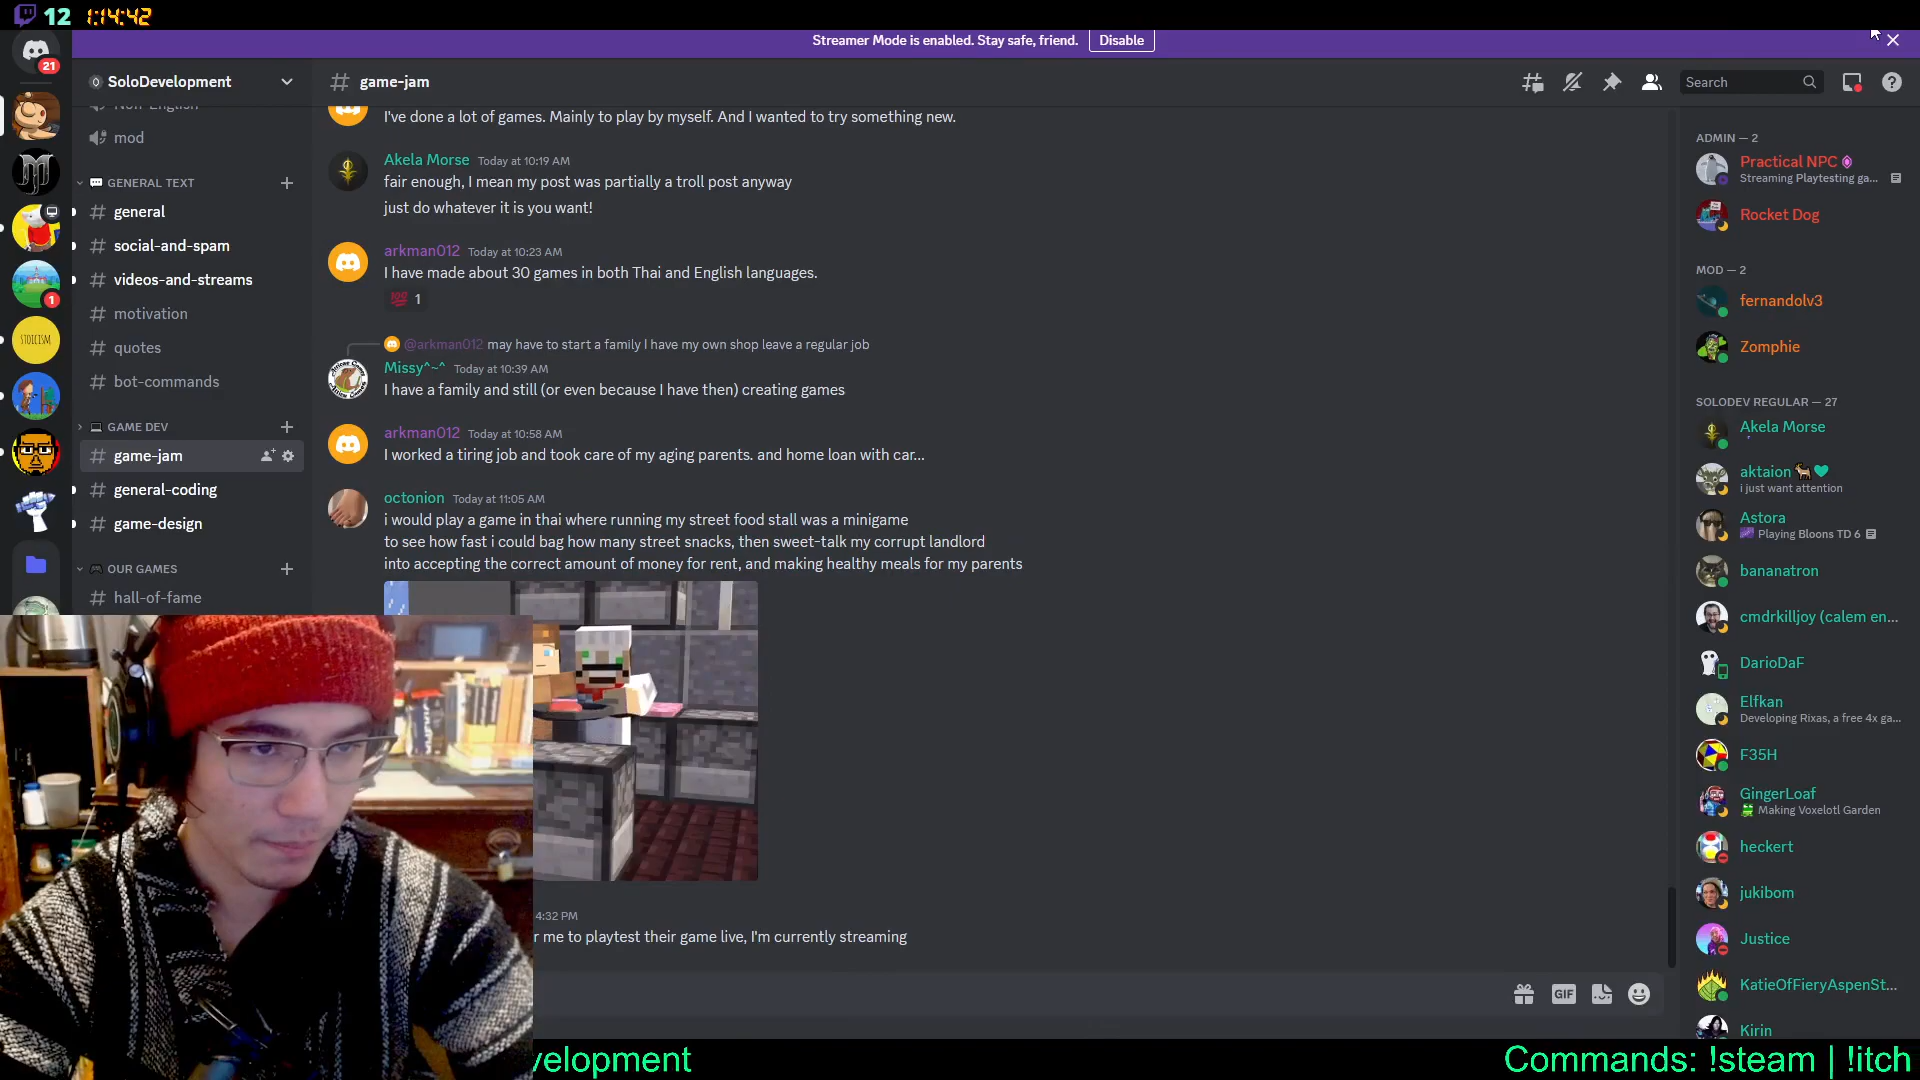 12 1:14:42
Streamer Mode is enabled. Stay safe, friend. Disable
21
SoloDevelopment
# game-jam
Search
mod
GENERAL TEXT
general
social-and-spam
videos-and-streams
motivation
quotes
bot-commands
GAME DEV
game-jam
general-coding
game-design
OUR GAMES
hall-of-fame
1
STOICISM
I've done a lot of games. Mainly to play by myself. And I wanted to try something new.
Akela Morse Today at 10:19 AM
fair enough, I mean my post was partially a troll post anyway
just do whatever it is you want!
arkman012 Today at 10:23 AM
I have made about 30 games in both Thai and English languages.
100 1
@arkman012 may have to start a family I have my own shop leave a regular job
Missy^~^ Today at 10:39 AM
I have a family and still (or even because I have then) creating games
arkman012 Today at 10:58 AM
I worked a tiring job and took care of my aging parents. and home loan with car...
octonion Today at 11:05 AM
i would play a game in thai where running my street food stall was a minigame
to see how fast i could bag how many street snacks, then sweet-talk my corrupt landlord
into accepting the correct amount of money for rent, and making healthy meals for my parents
4:32 PM
r me to playtest their game live, I'm currently streaming
GIF
ADMIN — 2
Practical NPC
Streaming Playtesting ga...
Rocket Dog
MOD — 2
fernandolv3
Zomphie
SOLODEV REGULAR — 27
Akela Morse
aktaion
i just want attention
Astora
Playing Bloons TD 6
bananatron
cmdrkilljoy (calem en...
DarioDaF
Elfkan
Developing Rixas, a free 4x ga...
F35H
GingerLoaf
Making Voxelotl Garden
heckert
jukibom
Justice
KatieOfFieryAspenSt...
Kirin
velopment
Commands: !steam | !itch